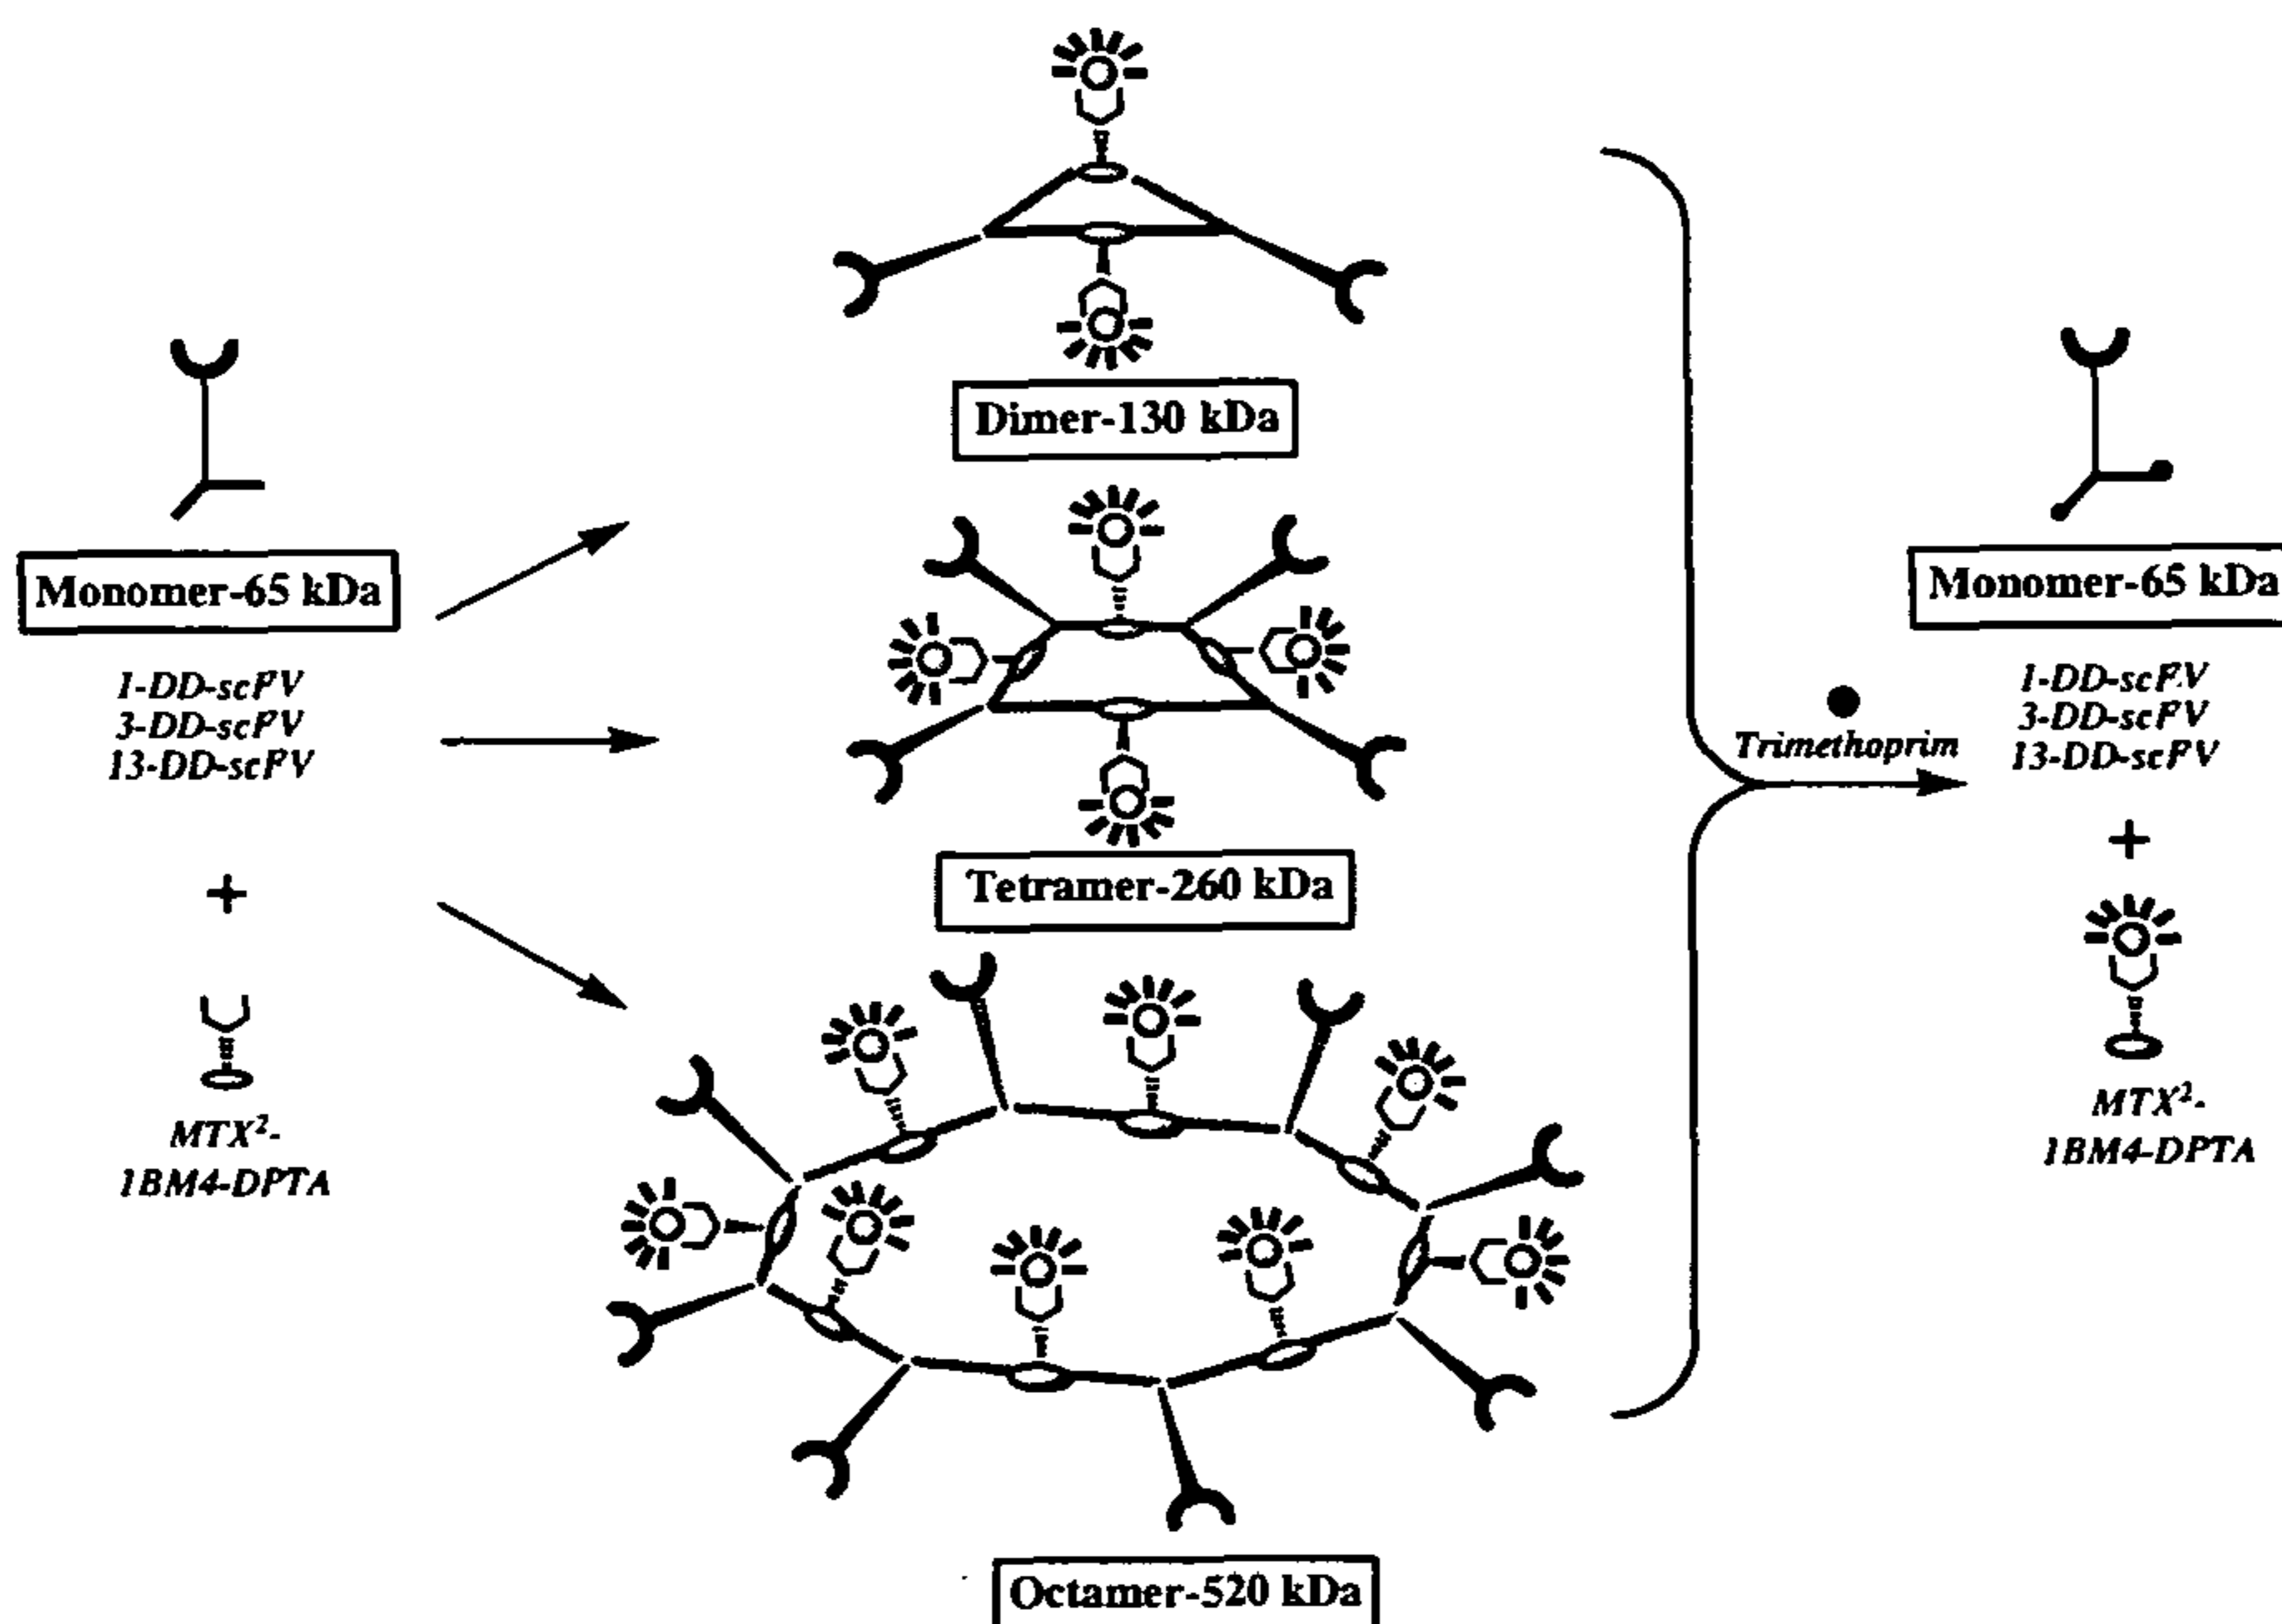 Dimer-130 kDa
Monomer-65 kDa
1-DD-scFV
3-DD-scFV
13-DD-scFV
+
MTX²-
1BM4-DPTA
Tetramer-260 kDa
Octamer-520 kDa
Trimethoprim
Monomer-65 kDa
1-DD-scFV
3-DD-scFV
13-DD-scFV
+
MTX²-
1BM4-DPTA